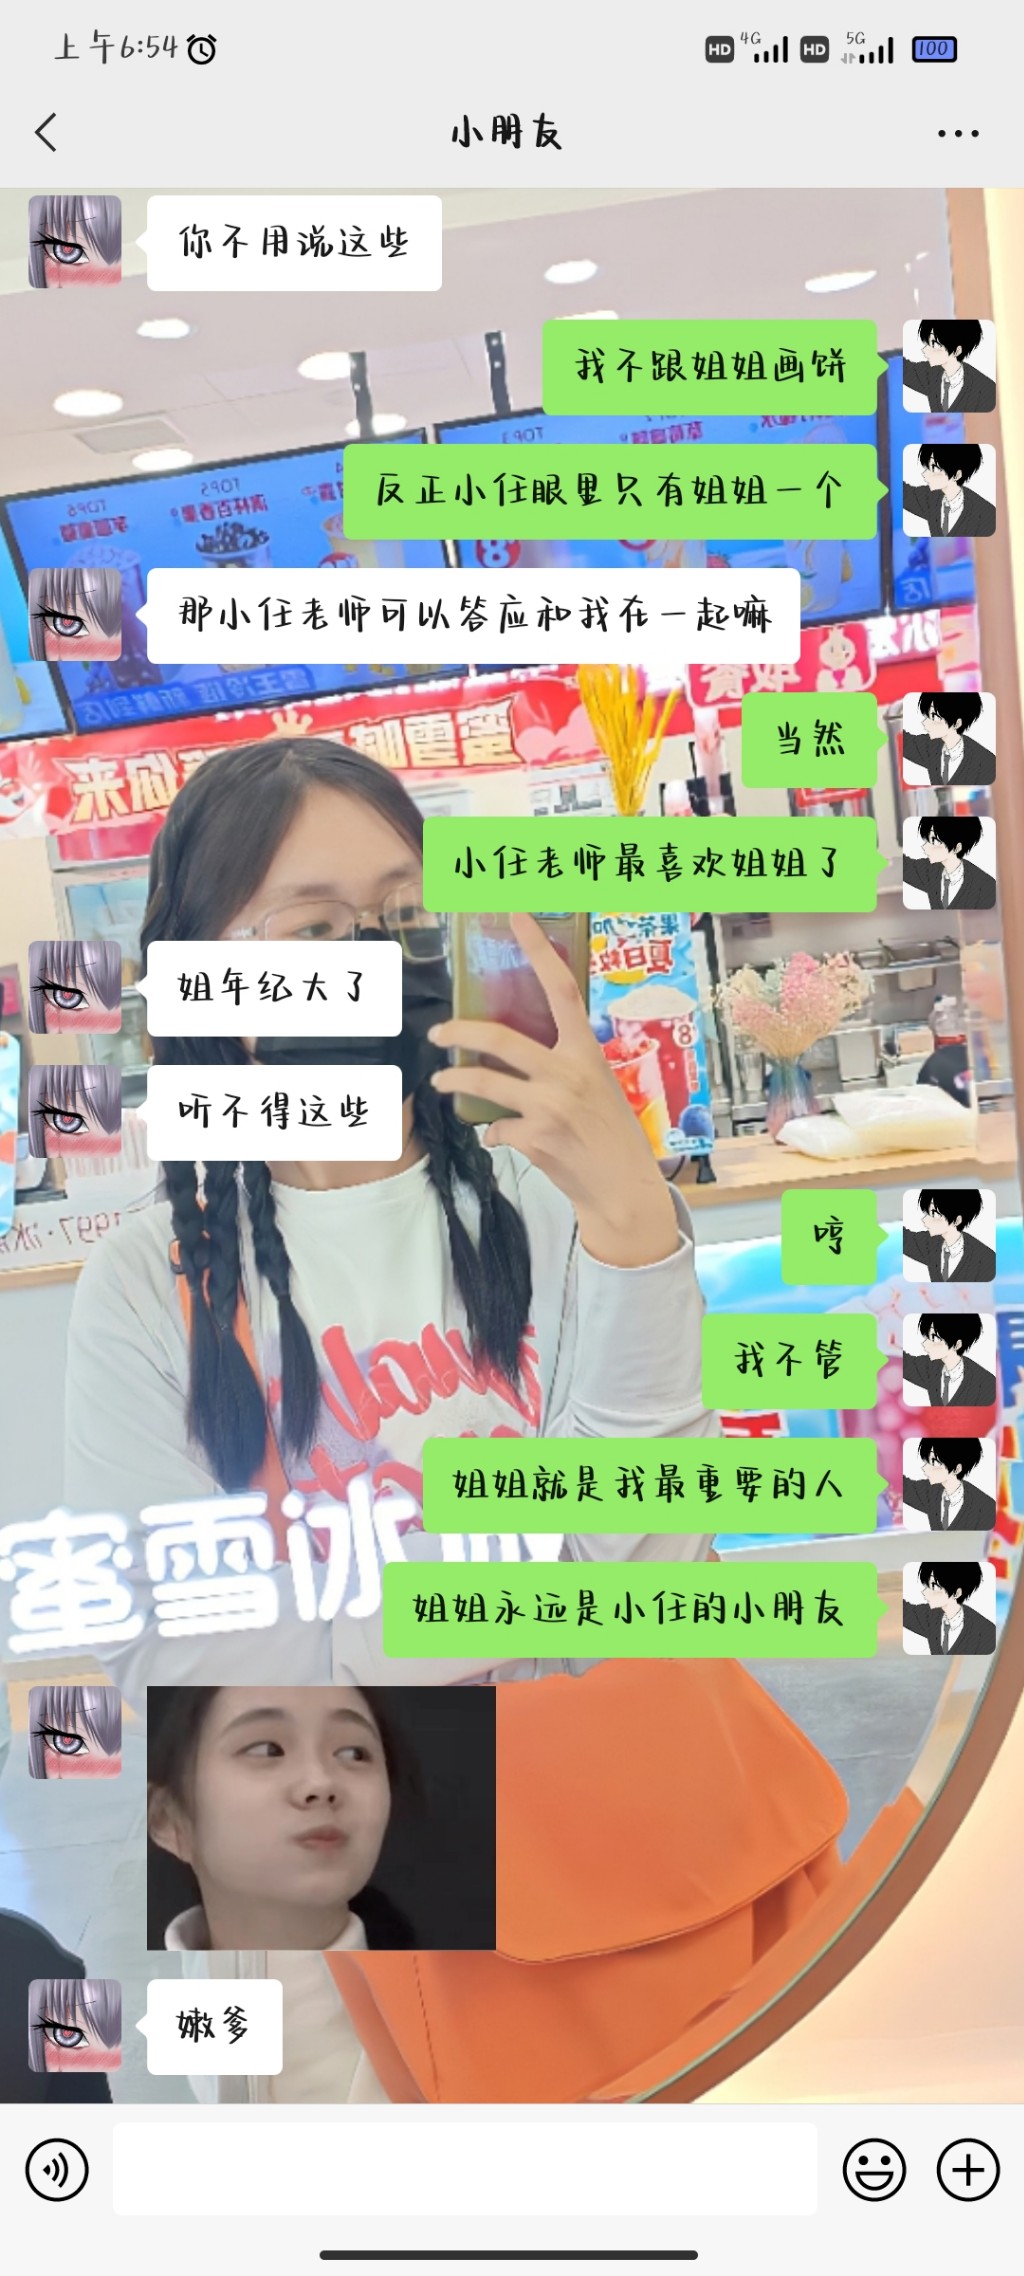 上午6:54
HD 4G HD 5G 100
小朋友
你不用说这些
我不跟姐姐画饼
反正小任眼里只有姐姐一个
那小任老师可以答应和我在一起嘛
当然
小任老师最喜欢姐姐了
姐年纪大了
听不得这些
哼
我不管
姐姐就是我最重要的人
姐姐永远是小任的小朋友
蜜雪冰
嫩爹